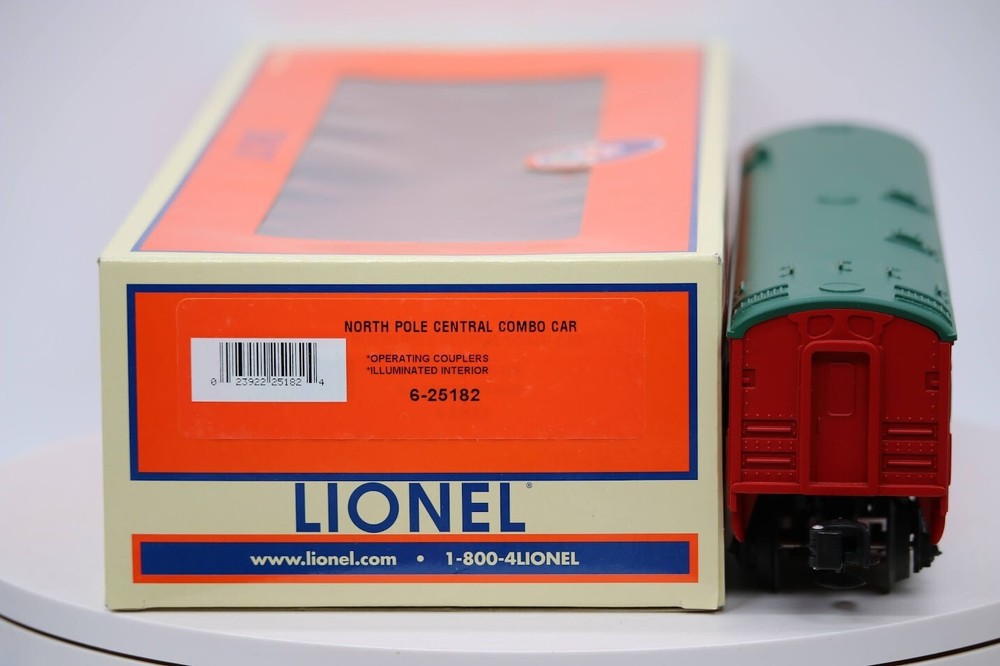 NORTH POLE CENTRAL COMBO CAR
*OPERATING COUPLERS
*ILLUMINATED INTERIOR
6-25182
0 23922 25182 4
LIONEL®
www.lionel.com • 1-800-4LIONEL